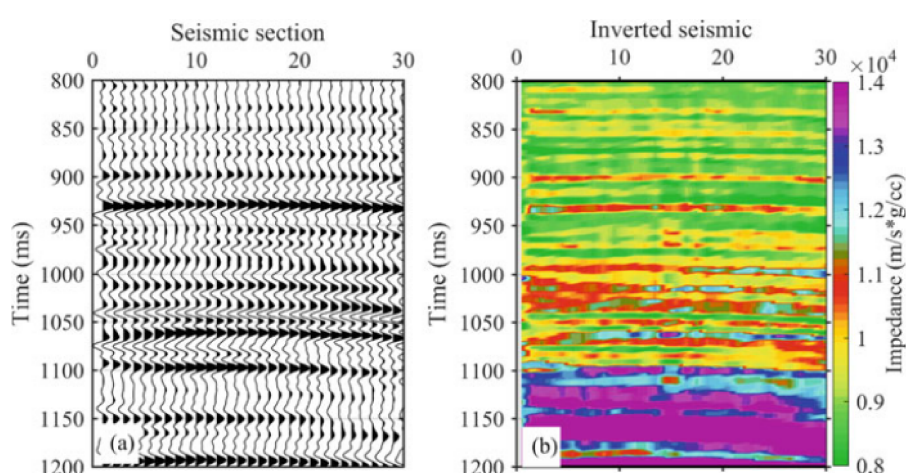 Seismic section
0 10 20 30
800
850
900
950
1000
1050
1100
1150
1200
Time (ms)
(a)
Inverted seismic
10 20 30
800
850
900
950
1000
1050
1100
1150
1200
Time (ms)
(b)
×10⁴
1.4
1.3
1.2
1.1
1
0.9
0.8
Impedance (m/s*g/cc)